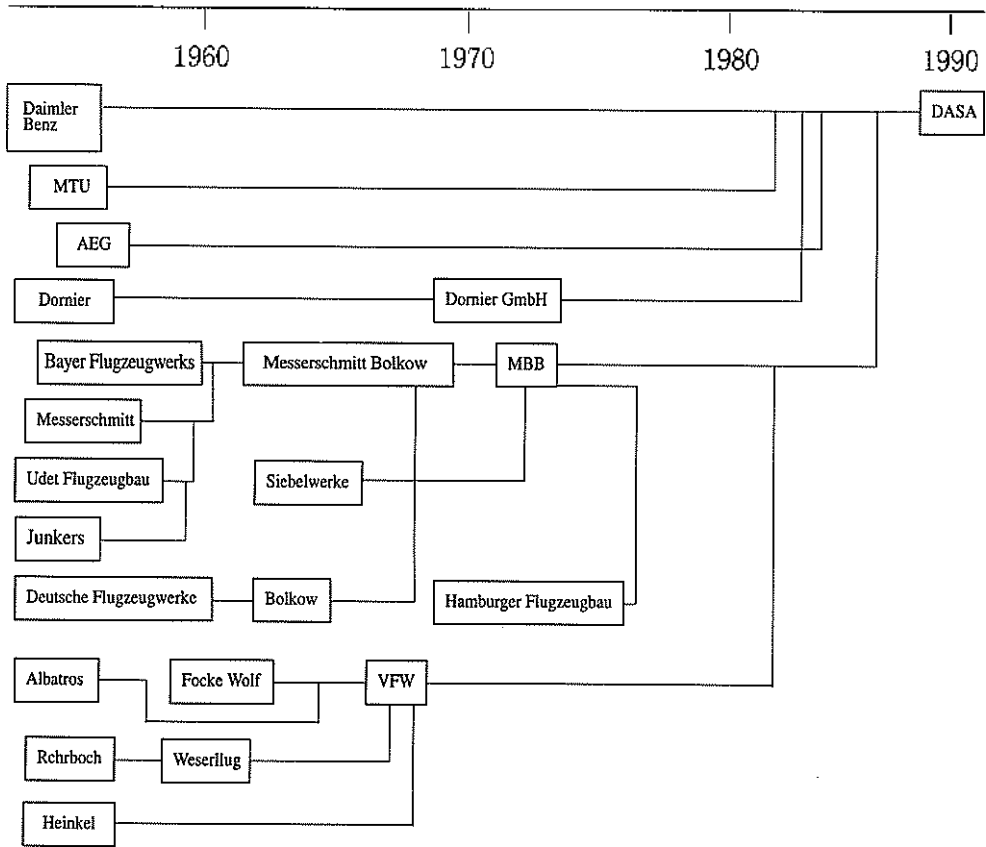 1960 1970 1980 1990
Daimler
Benz
DASA
MTU
AEG
Dornier
Dornier GmbH
Bayer Flugzeugwerks
Messerschmitt Bolkow
MBB
Messerschmitt
Udet Flugzeugbau
Siebelwerke
Junkers
Deutsche Flugzeugwerke
Bolkow
Hamburger Flugzeugbau
Albatros
Focke Wolf
VFW
Rchrboch
Weserllug
Heinkel